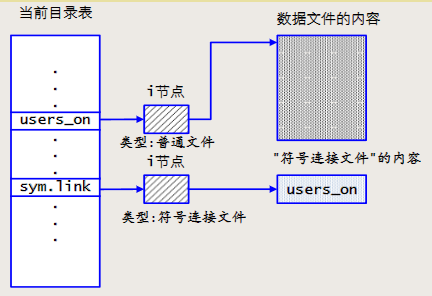 当前目录表
数据文件的内容
i节点
users_on
类型:普通文件
i节点
"符号连接文件"的内容
sym.link
users_on
类型:符号连接文件